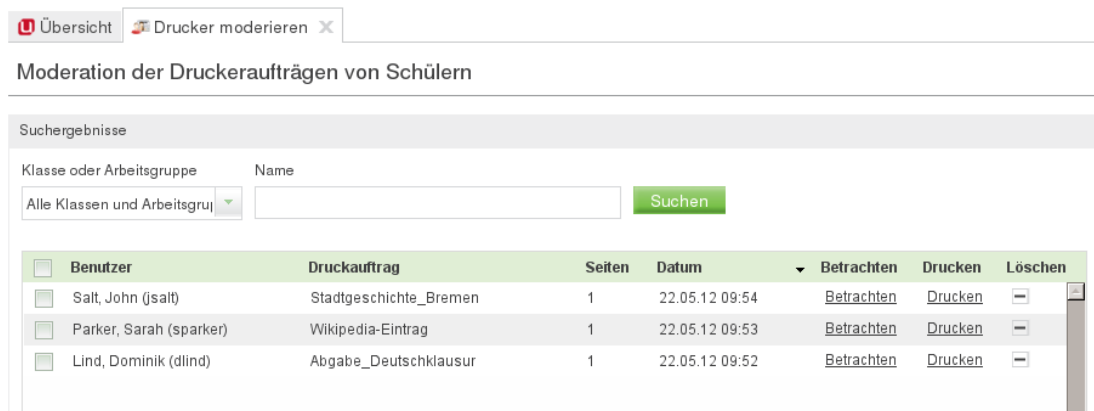 Übersicht Drucker moderieren
Moderation der Druckeraufträgen von Schülern
Suchergebnisse
Klasse oder Arbeitsgruppe Name
Alle Klassen und Arbeitsgru Suchen
Benutzer Druckauftrag Seiten Datum Betrachten Drucken Löschen
Salt, John (jsalt) Stadtgeschichte_Bremen 1 22.05.12 09:54 Betrachten Drucken
Parker, Sarah (sparker) Wikipedia-Eintrag 1 22.05.12 09:53 Betrachten Drucken
Lind, Dominik (dlind) Abgabe_Deutschklausur 1 22.05.12 09:52 Betrachten Drucken